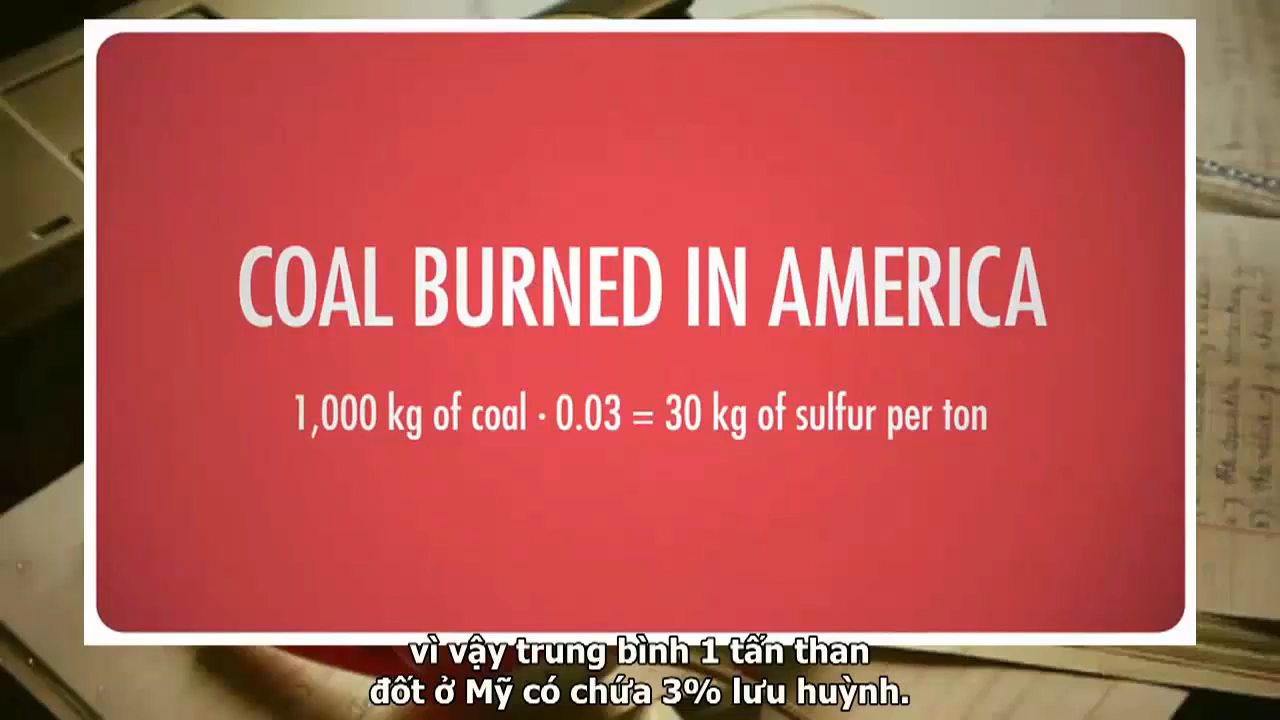 COAL BURNED IN AMERICA
1,000 kg of coal · 0.03 = 30 kg of sulfur per ton
vì vậy trung bình 1 tấn than
đốt ở Mỹ có chứa 3% lưu huỳnh.